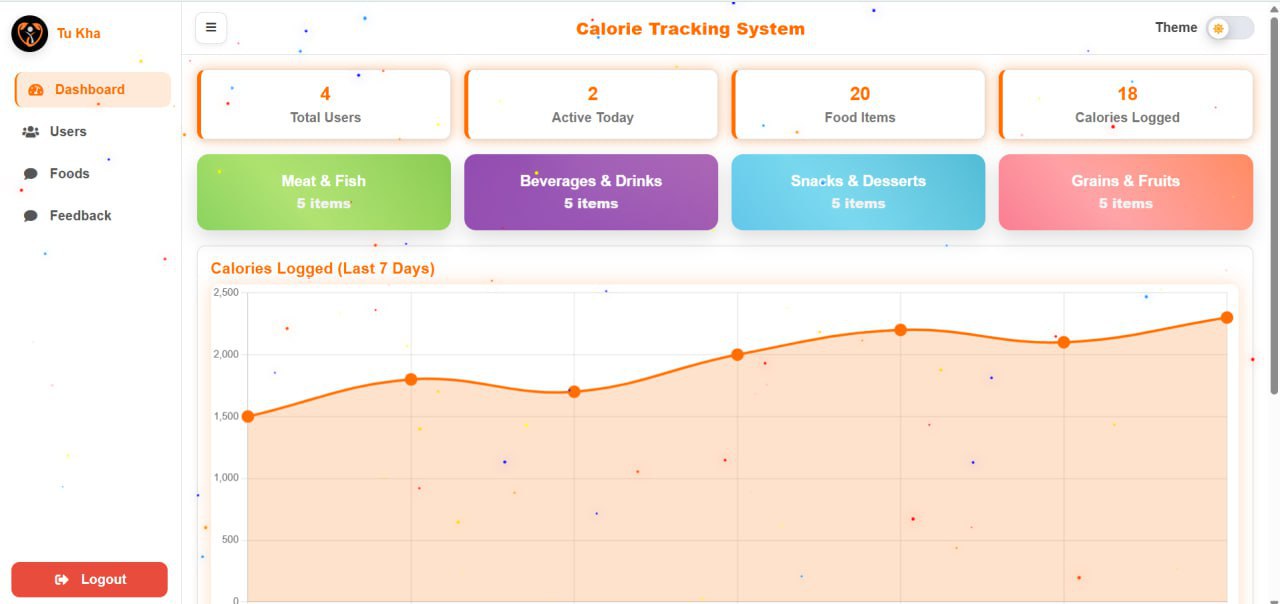 Tu Kha
Calorie Tracking System
Theme
Dashboard
Users
Foods
Feedback
Logout
4
Total Users
2
Active Today
20
Food Items
18
Calories Logged
Meat & Fish
5 items
Beverages & Drinks
5 items
Snacks & Desserts
5 items
Grains & Fruits
5 items
Calories Logged (Last 7 Days)
2,500
2,000
1,500
1,000
500
0